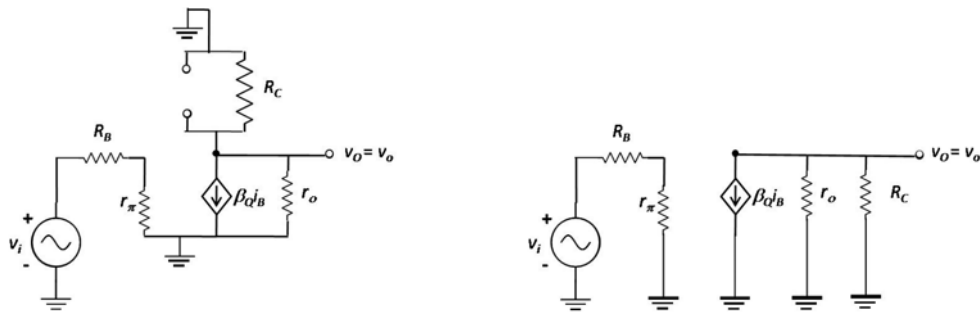 R_C
R_B
v_O = v_o
+
v_i
-
r_π
β_Q i_B
r_o
R_B
v_O = v_o
+
v_i
-
r_π
β_Q i_B
r_o
R_C